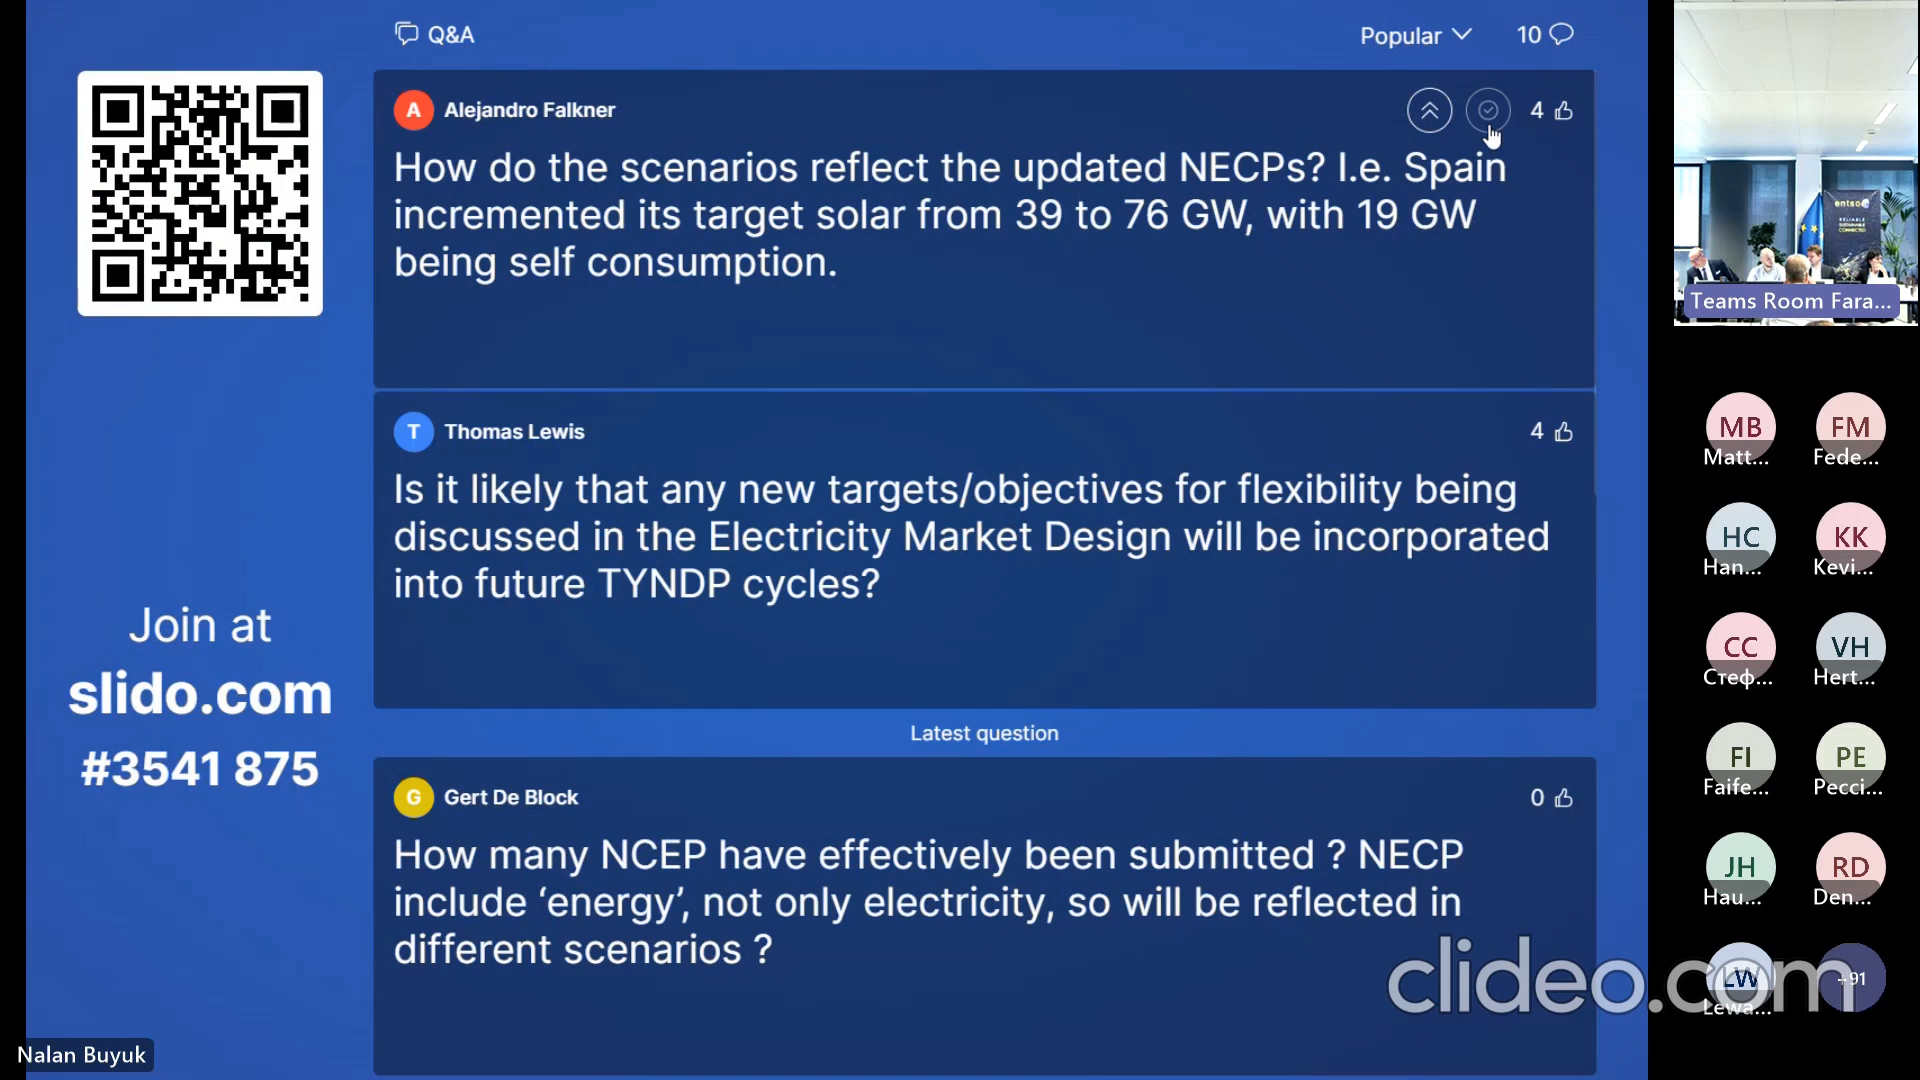 Q&A
Popular
10
A
Alejandro Falkner
4
How do the scenarios reflect the updated NECPs? I.e. Spain
incremented its target solar from 39 to 76 GW, with 19 GW
being self consumption.
T
Thomas Lewis
4
Is it likely that any new targets/objectives for flexibility being
discussed in the Electricity Market Design will be incorporated
into future TYNDP cycles?
Latest question
G
Gert De Block
0
How many NCEP have effectively been submitted ? NECP
include ‘energy’, not only electricity, so will be reflected in
different scenarios ?
Join at
slido.com
#3541 875
Nalan Buyuk
entsoe
RELIABLE
SUSTAINABLE
CONNECTED
Teams Room Fara...
MB
Matt...
FM
Fede...
HC
Han...
KK
Kevi...
CC
Стеф...
VH
Hert...
FI
Faife...
PE
Pecci...
JH
Hau...
RD
Den...
LW
Lewa...
+91
clideo.com